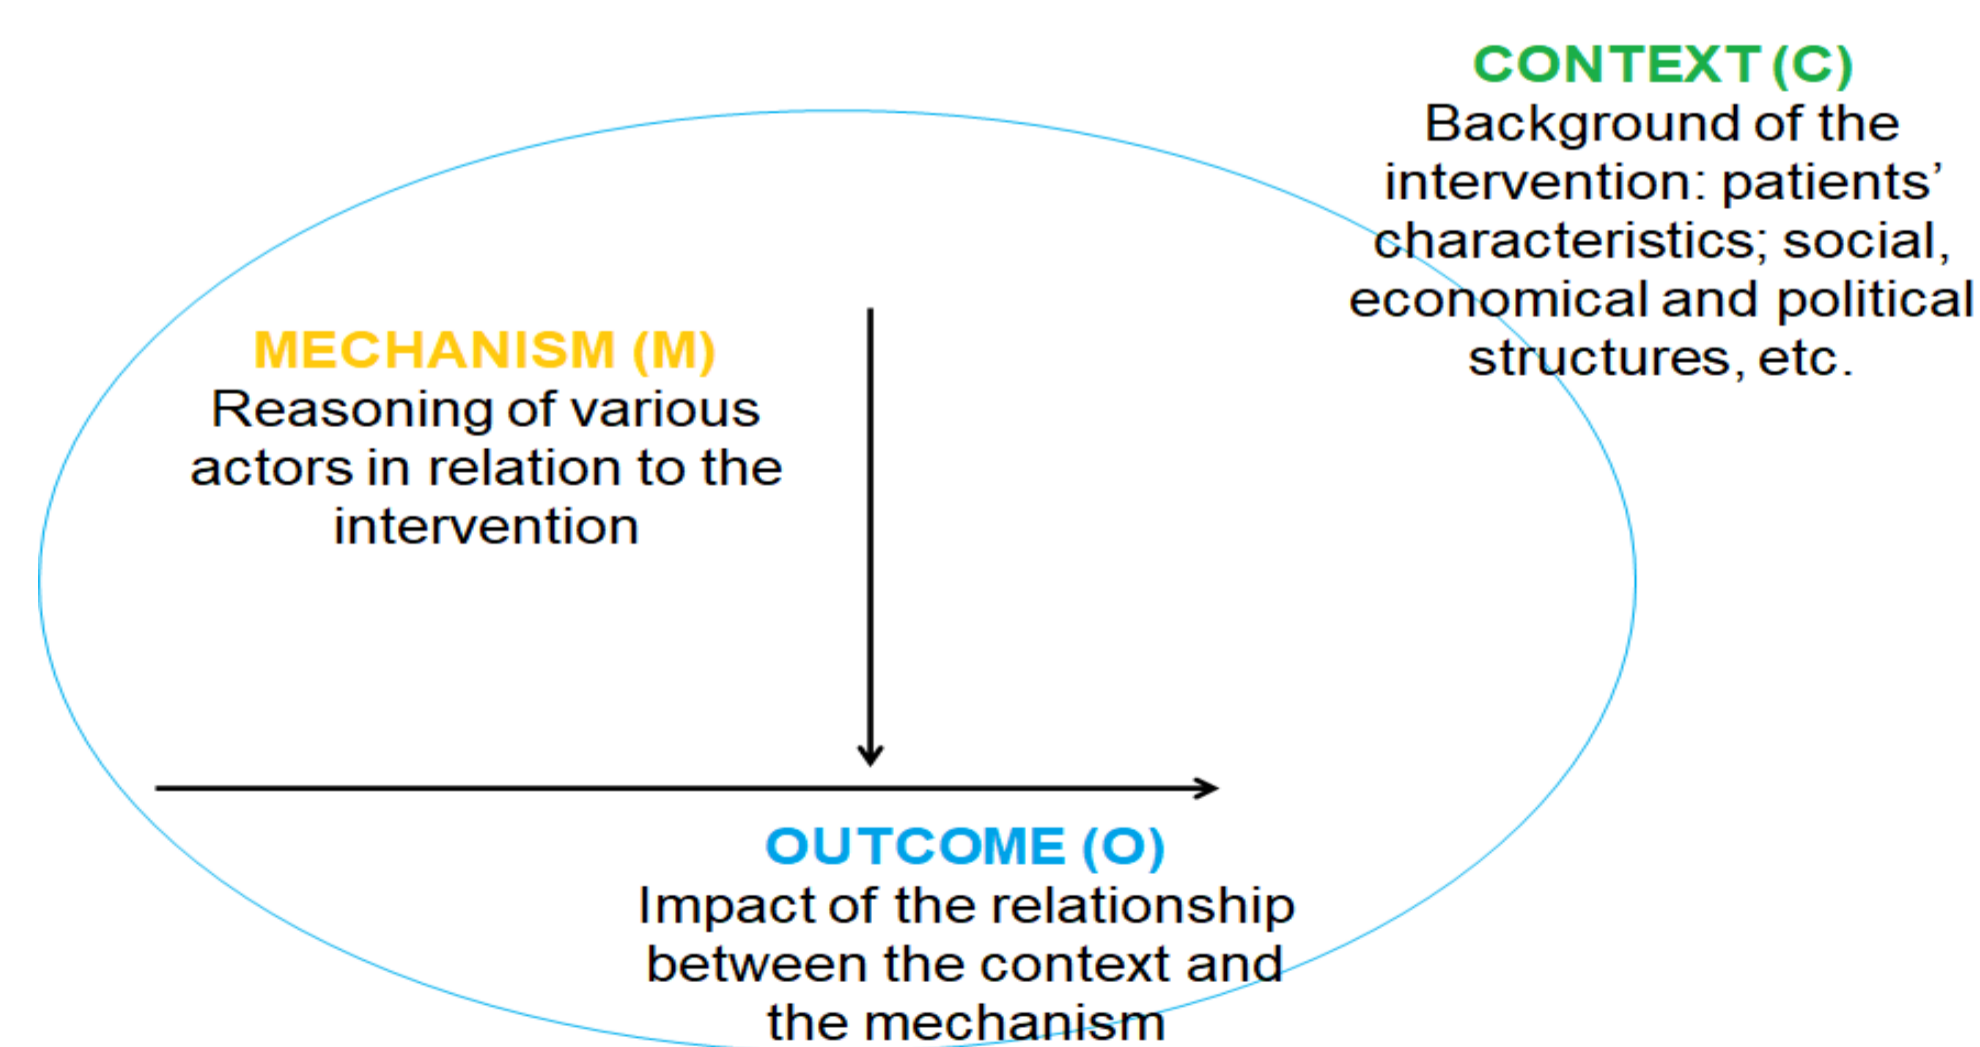 CONTEXT (C)
Background of the
intervention: patients’
characteristics; social,
economical and political
structures, etc.
MECHANISM (M)
Reasoning of various
actors in relation to the
intervention
OUTCOME (O)
Impact of the relationship
between the context and
the mechanism